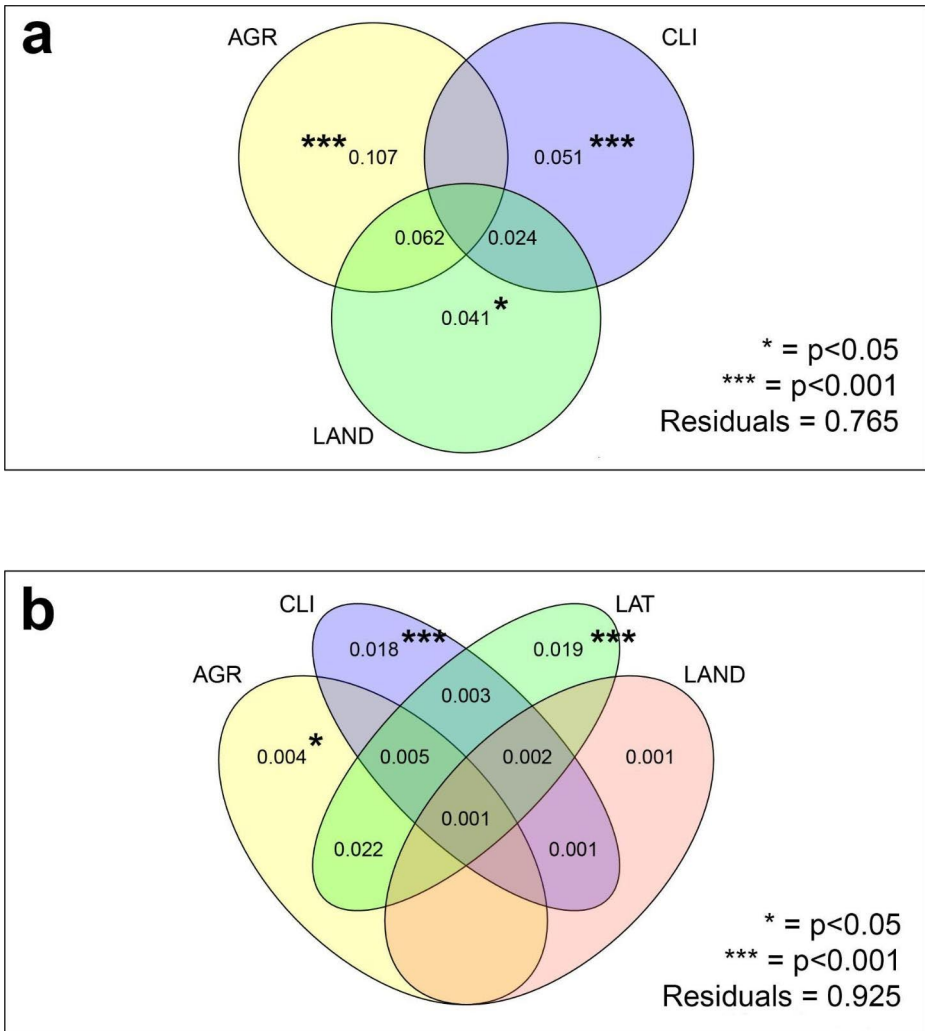 a
AGR
CLI
***0.107
0.051***
0.062
0.024
0.041*
LAND
* = p<0.05
*** = p<0.001
Residuals = 0.765
b
CLI
LAT
AGR
LAND
0.018***
0.019***
0.003
0.004*
0.005
0.002
0.001
0.001
0.022
0.001
* = p<0.05
*** = p<0.001
Residuals = 0.925